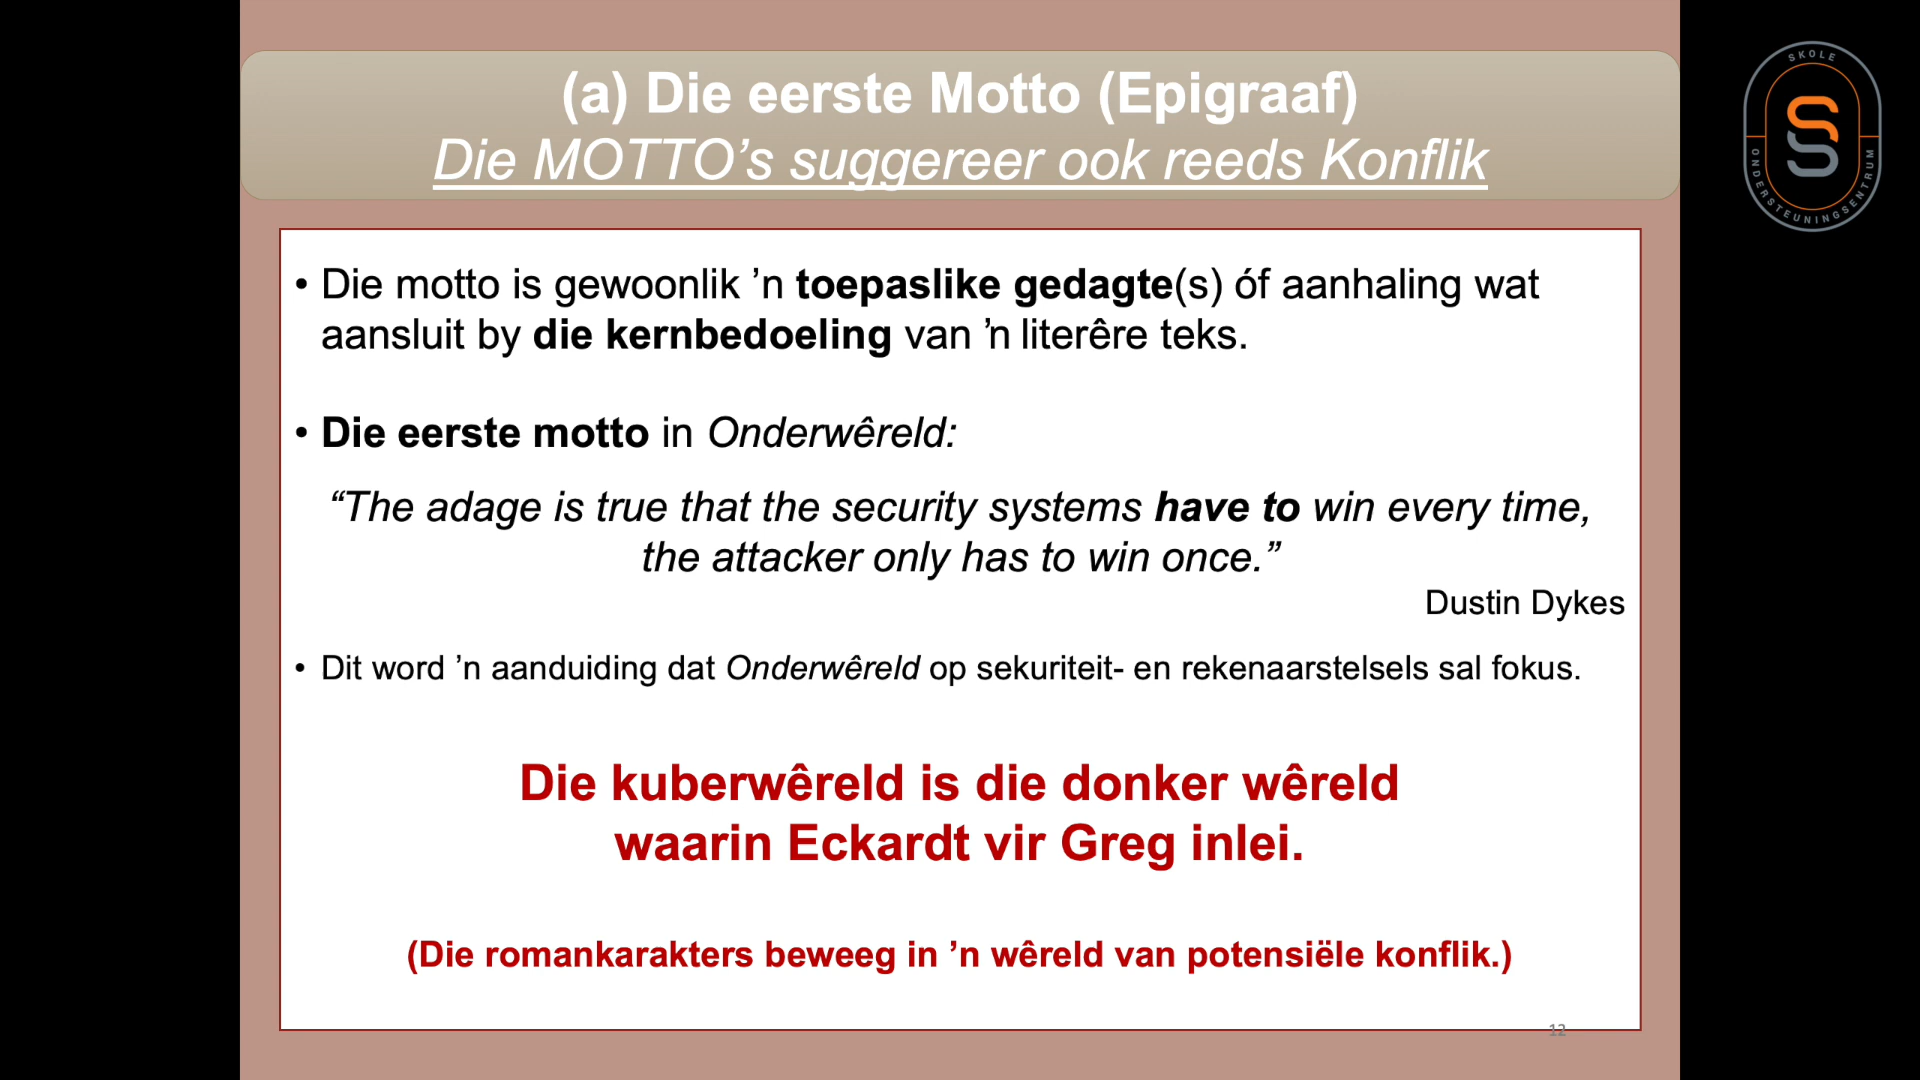 (a) Die eerste Motto (Epigraaf)
Die MOTTO’s suggereer ook reeds Konflik
• Die motto is gewoonlik ’n toepaslike gedagte(s) óf aanhaling wat
aansluit by die kernbedoeling van ’n literêre teks.
• Die eerste motto in Onderwêreld:
“The adage is true that the security systems have to win every time,
the attacker only has to win once.”
Dustin Dykes
• Dit word ’n aanduiding dat Onderwêreld op sekuriteit- en rekenaarstelsels sal fokus.
Die kuberwêreld is die donker wêreld
waarin Eckardt vir Greg inlei.
(Die romankarakters beweeg in ’n wêreld van potensiële konflik.)
12
SKOLE
SS
ONDERSTEUNINGSENTRUM